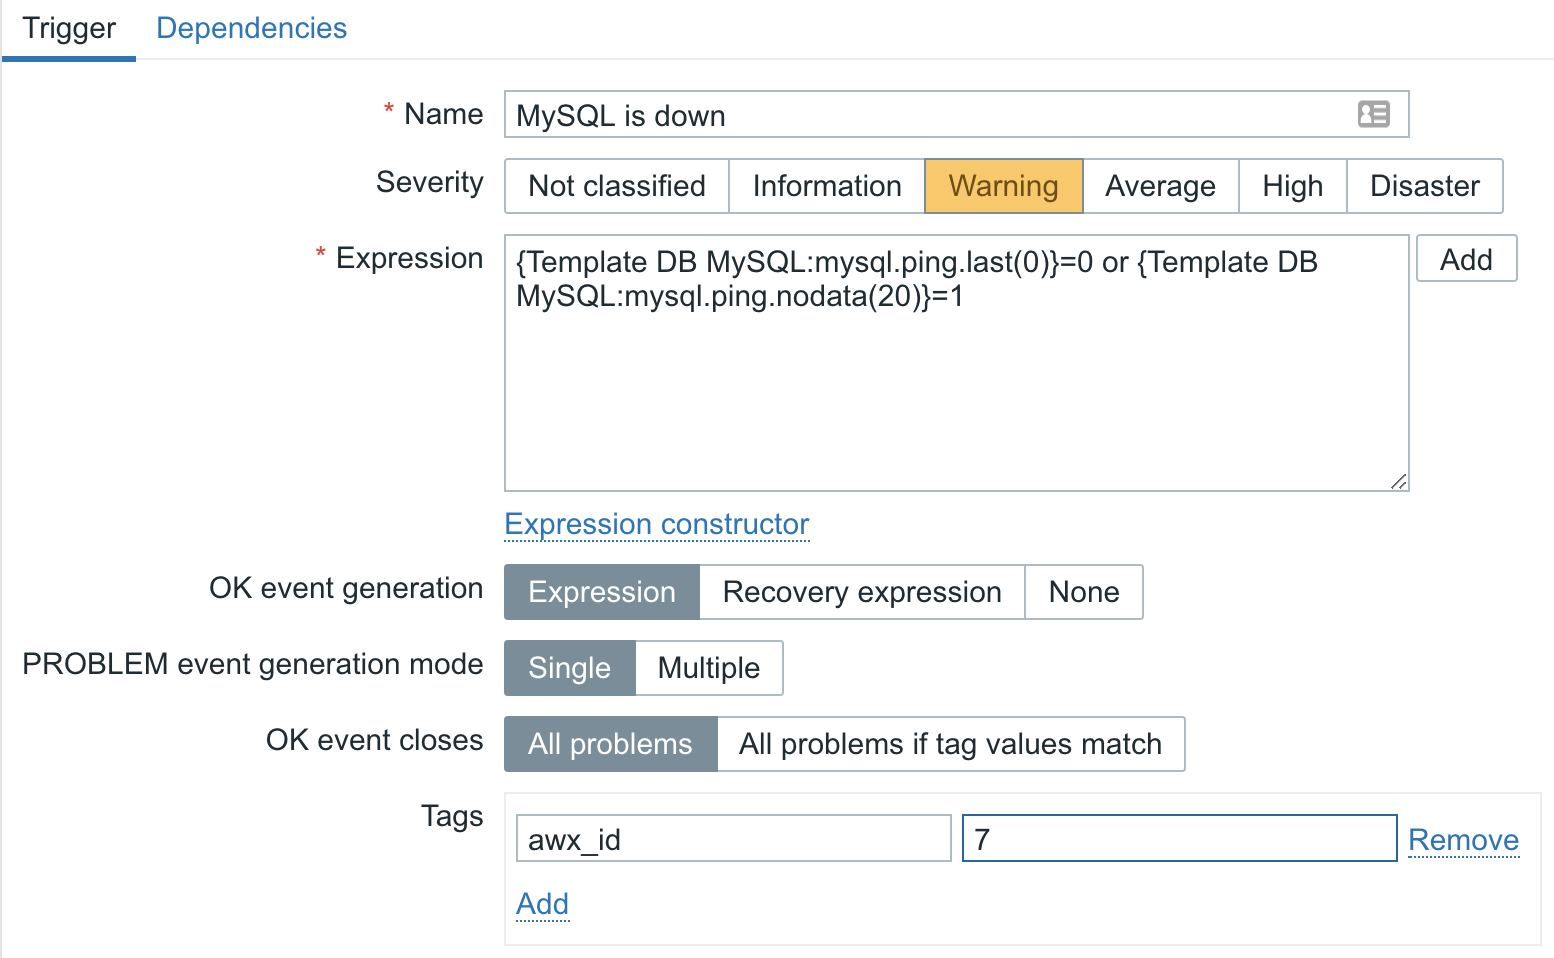 Trigger Dependencies
* Name MySQL is down
Severity Not classified Information Warning Average High Disaster
* Expression {Template DB MySQL:mysql.ping.last(0)}=0 or {Template DB Add
MySQL:mysql.ping.nodata(20)}=1
Expression constructor
OK event generation Expression Recovery expression None
PROBLEM event generation mode Single Multiple
OK event closes All problems All problems if tag values match
Tags
awx_id 7 Remove
Add